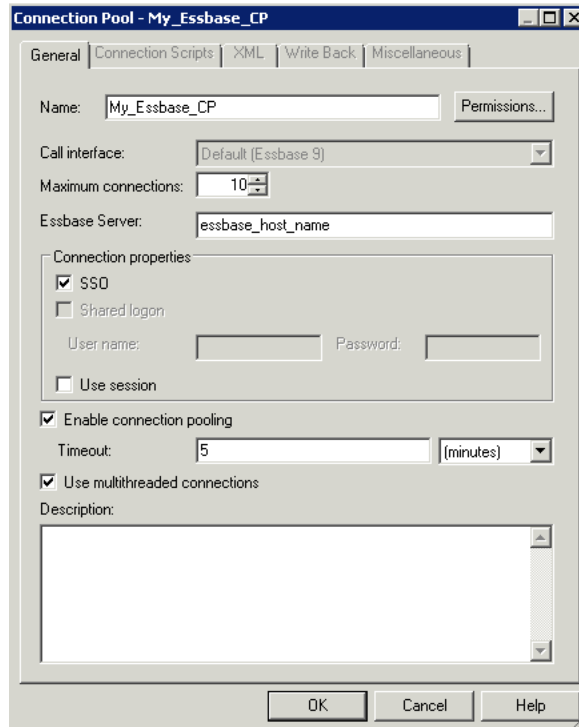 Connection Pool - My_Essbase_CP
General Connection Scripts XML Write Back Miscellaneous
Name: My_Essbase_CP Permissions...
Call interface: Default (Essbase 9)
Maximum connections: 10
Essbase Server: essbase_host_name
Connection properties
SSO
Shared logon
User name: Password:
Use session
Enable connection pooling
Timeout: 5 (minutes)
Use multithreaded connections
Description:
OK Cancel Help